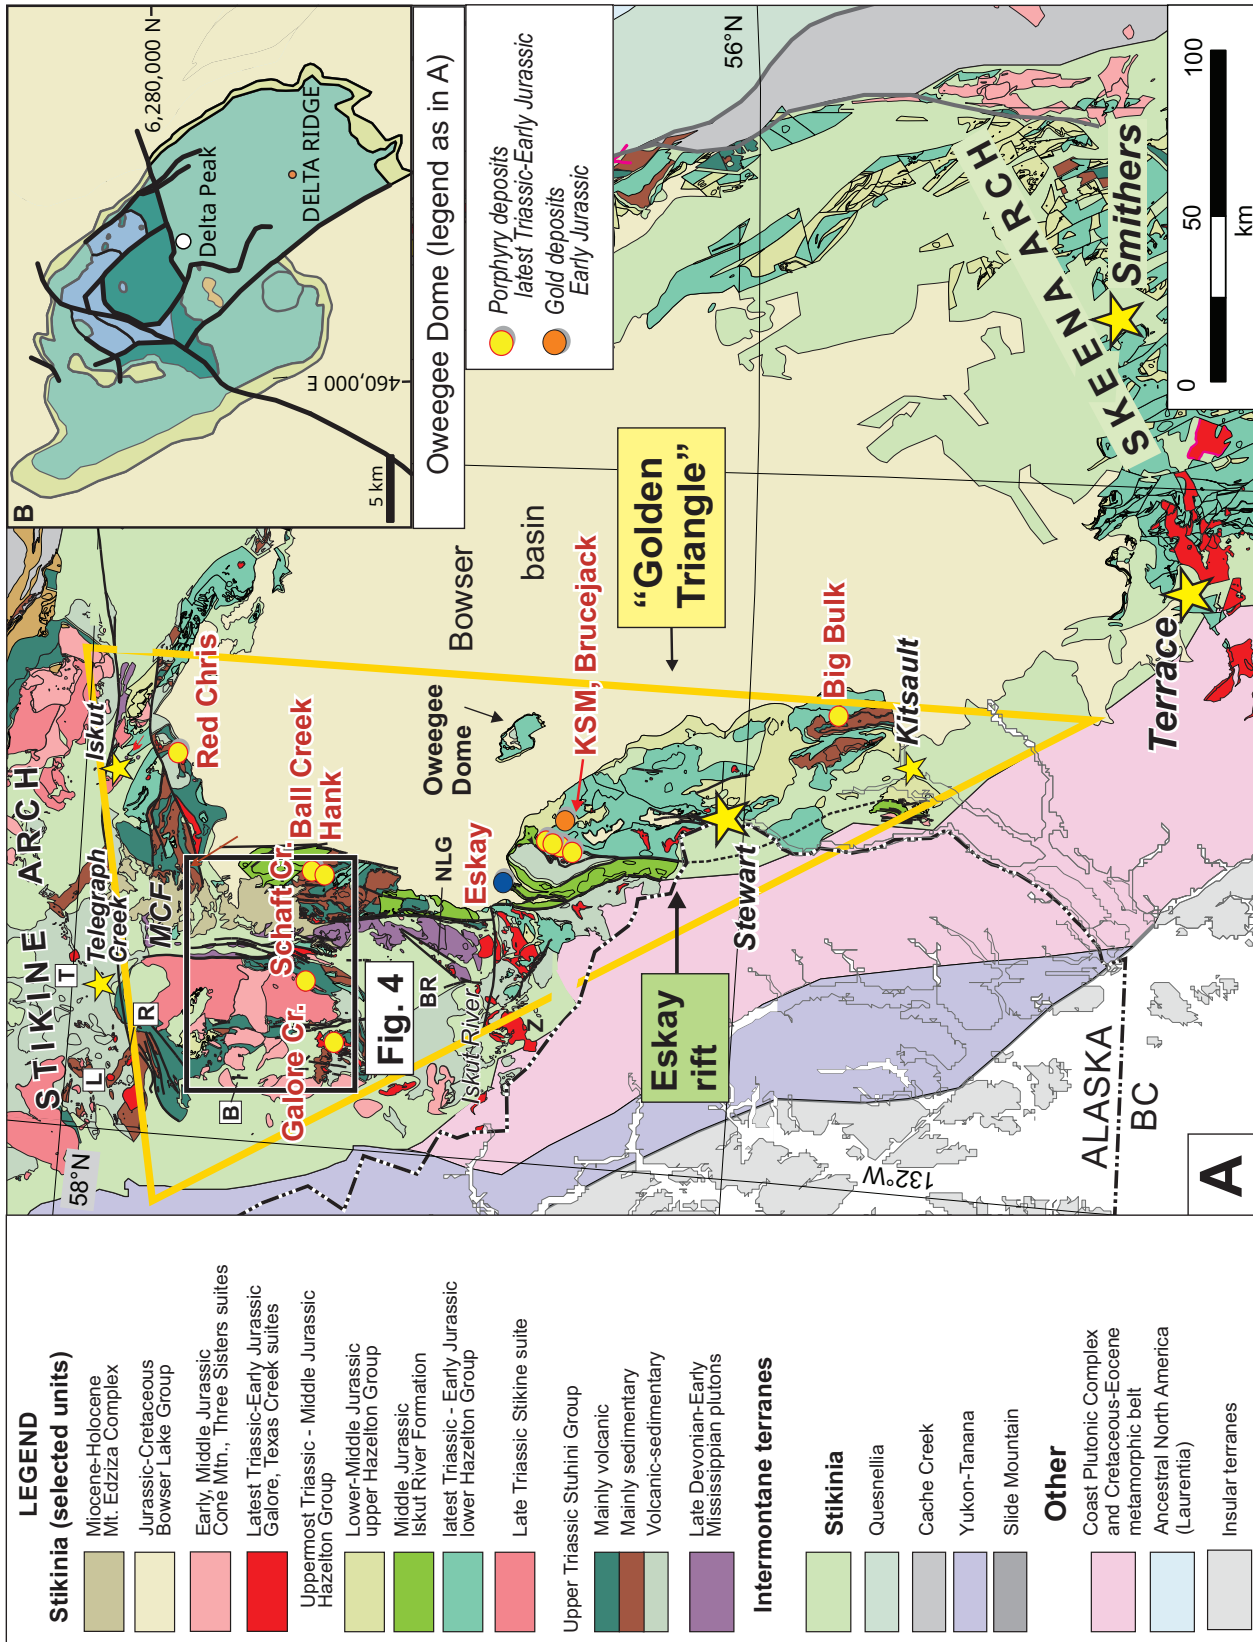 LEGEND
Stikinia (selected units)
Miocene-Holocene
Mt. Edziza Complex
Jurassic-Cretaceous
Bowser Lake Group
Early, Middle Jurassic
Cone Mtn., Three Sisters suites
Latest Triassic-Early Jurassic
Galore, Texas Creek suites
Uppermost Triassic - Middle Jurassic
Hazelton Group
Lower-Middle Jurassic
upper Hazelton Group
Middle Jurassic
Iskut River Formation
latest Triassic - Early Jurassic
lower Hazelton Group
Late Triassic Stikine suite
Upper Triassic Stuhini Group
Mainly volcanic
Mainly sedimentary
Volcanic-sedimentary
Late Devonian-Early
Mississippian plutons
Intermontane terranes
Stikinia
Quesnellia
Cache Creek
Yukon-Tanana
Slide Mountain
Other
Coast Plutonic Complex
and Cretaceous-Eocene
metamorphic belt
Ancestral North America
(Laurentia)
Insular terranes
A
58°N
132°W
56°N
STIKINE ARCH
L
T
R
B
Telegraph
Creek
MCF
Iskut
Red Chris
Ball Creek
Hank
Schaft Cr.
Galore Cr.
Fig. 4
BR
NLG
Iskut River
Z
Eskay
Oweegee
Dome
Bowser
basin
KSM, Brucejack
"Golden
Triangle"
Eskay
rift
Stewart
Big Bulk
Kitsault
ALASKA
BC
Terrace
SKEENA ARCH
Smithers
0
50
100
km
Porphyry deposits
latest Triassic-Early Jurassic
Gold deposits
Early Jurassic
B
6,280,000 N
Delta Peak
DELTA RIDGE
460,000 E
5 km
Oweegee Dome (legend as in A)